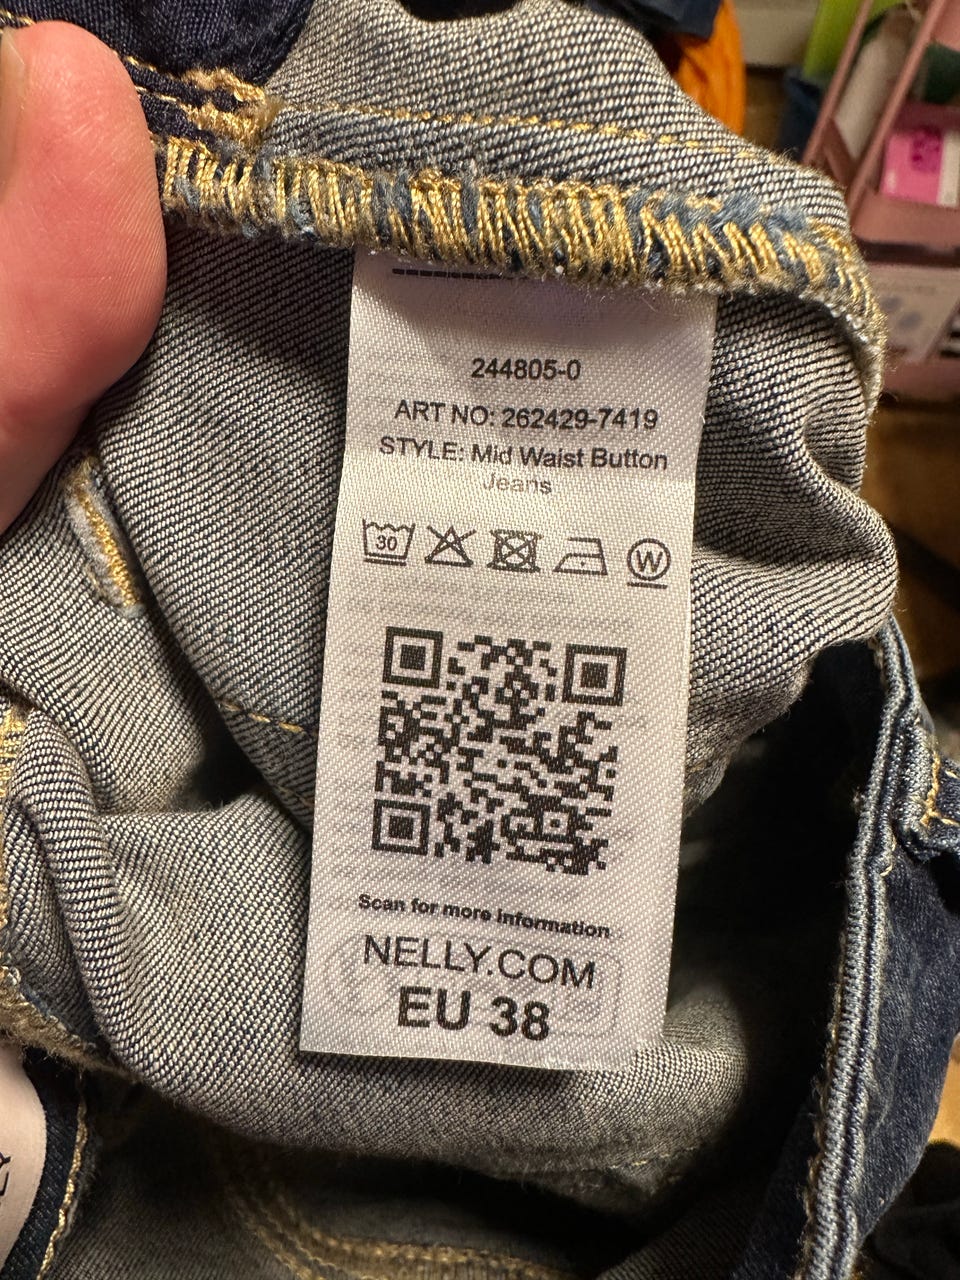 244805-0
ART NO: 262429-7419
STYLE: Mid Waist Button
Jeans
30
W
Scan for more information
NELLY.COM
EU 38